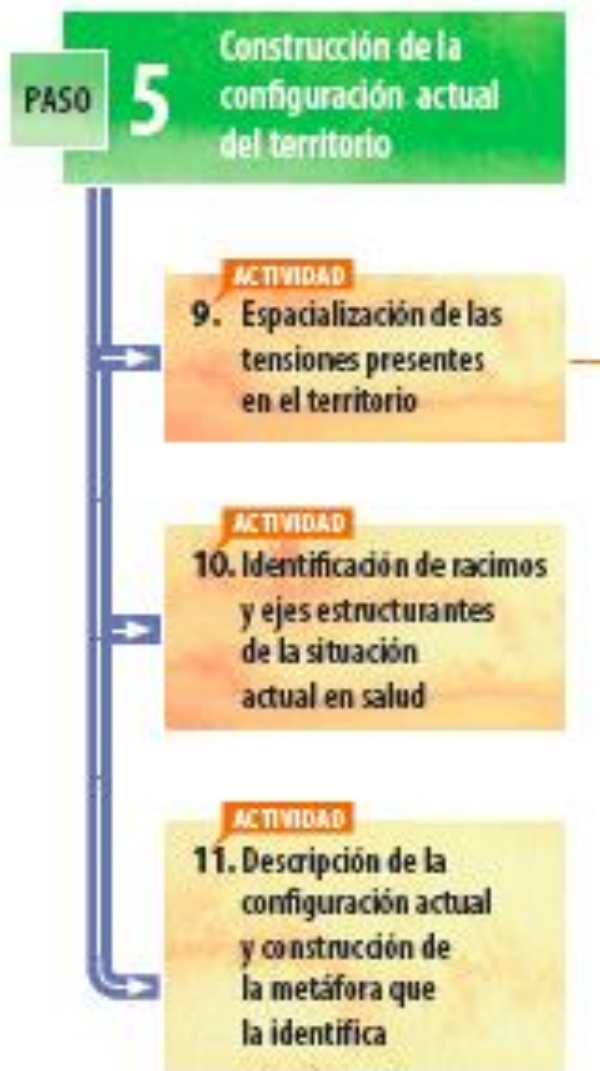 PASO 5
Construcción de la
configuración actual
del territorio
ACTIVIDAD
9. Espacialización de las
tensiones presentes
en el territorio
ACTIVIDAD
10. Identificación de racimos
y ejes estructurantes
de la situación
actual en salud
ACTIVIDAD
11. Descripción de la
configuración actual
y construcción de
la metáfora que
la identifica